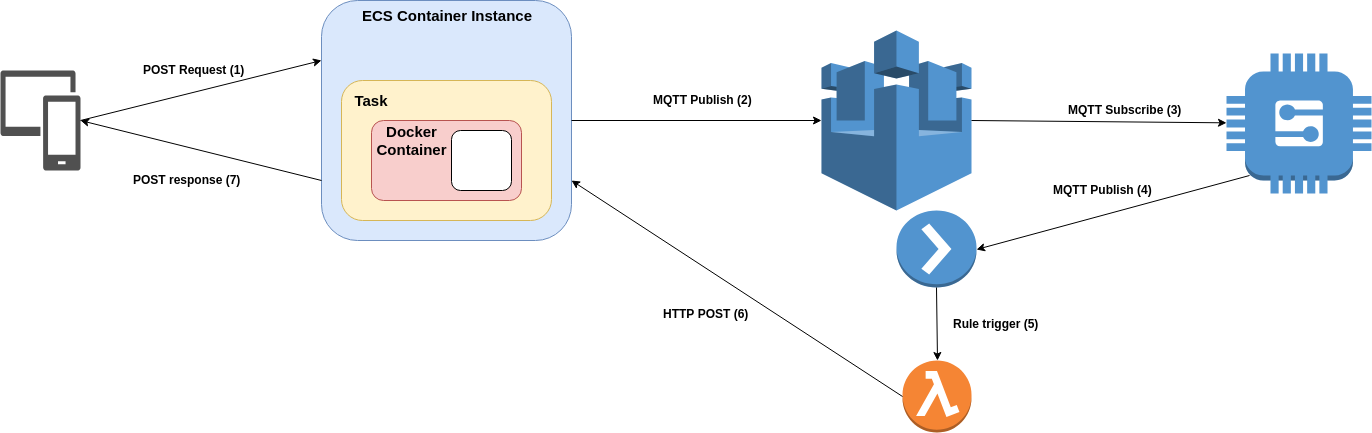 ECS Container Instance
POST Request (1)
Task
Docker
Container
MQTT Publish (2)
MQTT Subscribe (3)
POST response (7)
MQTT Publish (4)
HTTP POST (6)
Rule trigger (5)